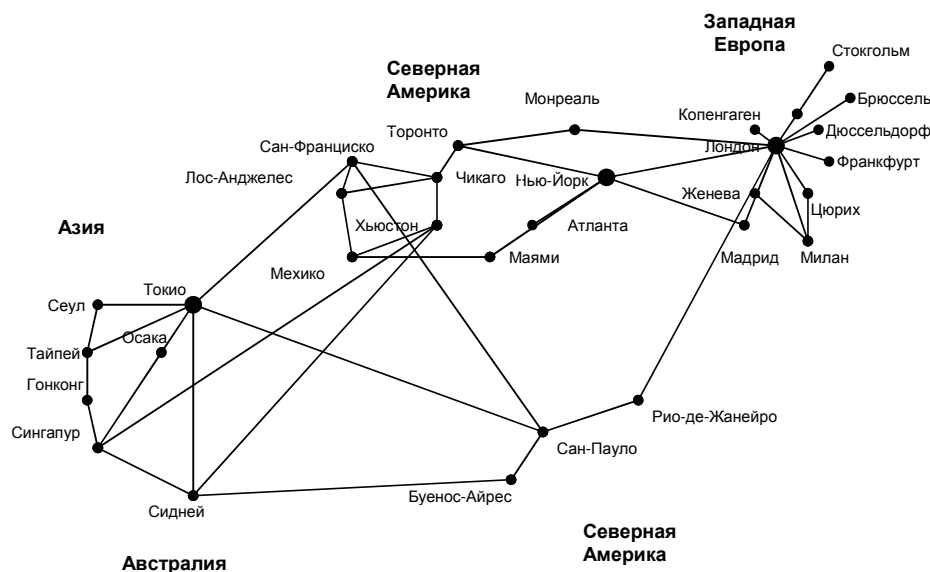 Западная
Европа
Стокгольм
Северная
Америка
Монреаль
Брюссель
Копенгаген
Дюссельдорф
Торонто
Лондон
Сан-Франциско
Франкфурт
Лос-Анджелес
Чикаго
Нью-Йорк
Женева
Цюрих
Азия
Хьюстон
Атланта
Мехико
Маями
Мадрид
Милан
Токио
Сеул
Осака
Тайпей
Гонконг
Сингапур
Рио-де-Жанейро
Сан-Пауло
Буенос-Айрес
Сидней
Северная
Америка
Австралия